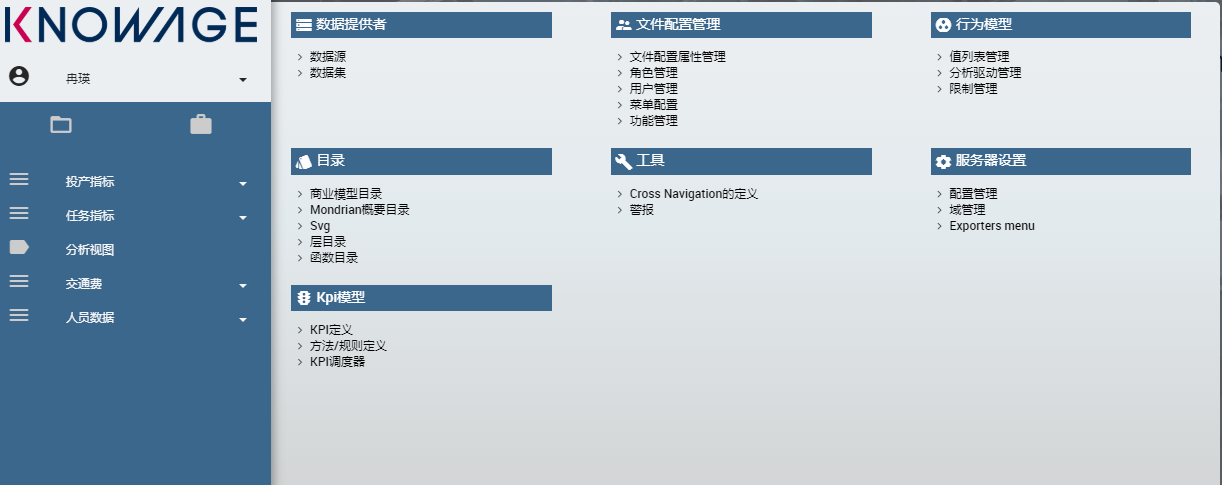 KNOWAGE
冉瑛
投产指标
任务指标
分析视图
交通费
人员数据
数据提供者
数据源
数据集
文件配置管理
文件配置属性管理
角色管理
用户管理
菜单配置
功能管理
行为模型
值列表管理
分析驱动管理
限制管理
目录
商业模型目录
Mondrian概要目录
Svg
层目录
函数目录
工具
Cross Navigation的定义
警报
服务器设置
配置管理
域管理
Exporters menu
Kpi模型
KPI定义
方法/规则定义
KPI调度器